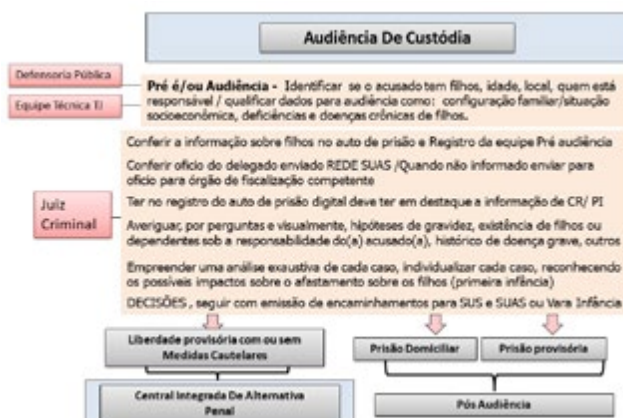 Audiência De Custódia
Defensoria Pública
Equipe Técnica TJ
Pré é/ou Audiência - Identificar se o acusado tem filhos, idade, local, quem está
responsável / qualificar dados para audiência como: configuração familiar/situação
socioeconômica, deficiências e doenças crônicas de filhos.
Juiz
Criminal
Conferir a informação sobre filhos no auto de prisão e Registro da equipe Pré audiência
Conferir oficio do delegado enviado REDE SUAS /Quando não informado enviar para
oficio para órgão de fiscalização competente
Ter no registro do auto de prisão digital deve ter em destaque a informação de CR/ PI
Averiguar, por perguntas e visualmente, hipóteses de gravidez, existência de filhos ou
dependentes sob a responsabilidade do(a) acusado(a), histórico de doença grave, outros
Empreender uma análise exaustiva de cada caso, individualizar cada caso, reconhecendo
os possíveis impactos sobre o afastamento sobre os filhos (primeira infância)
DECISÕES , seguir com emissão de encaminhamentos para SUS e SUAS ou Vara Infância
Liberdade provisória com ou sem
Medidas Cautelares
Prisão Domiciliar
Prisão provisória
Central Integrada De Alternativa
Penal
Pós Audiência